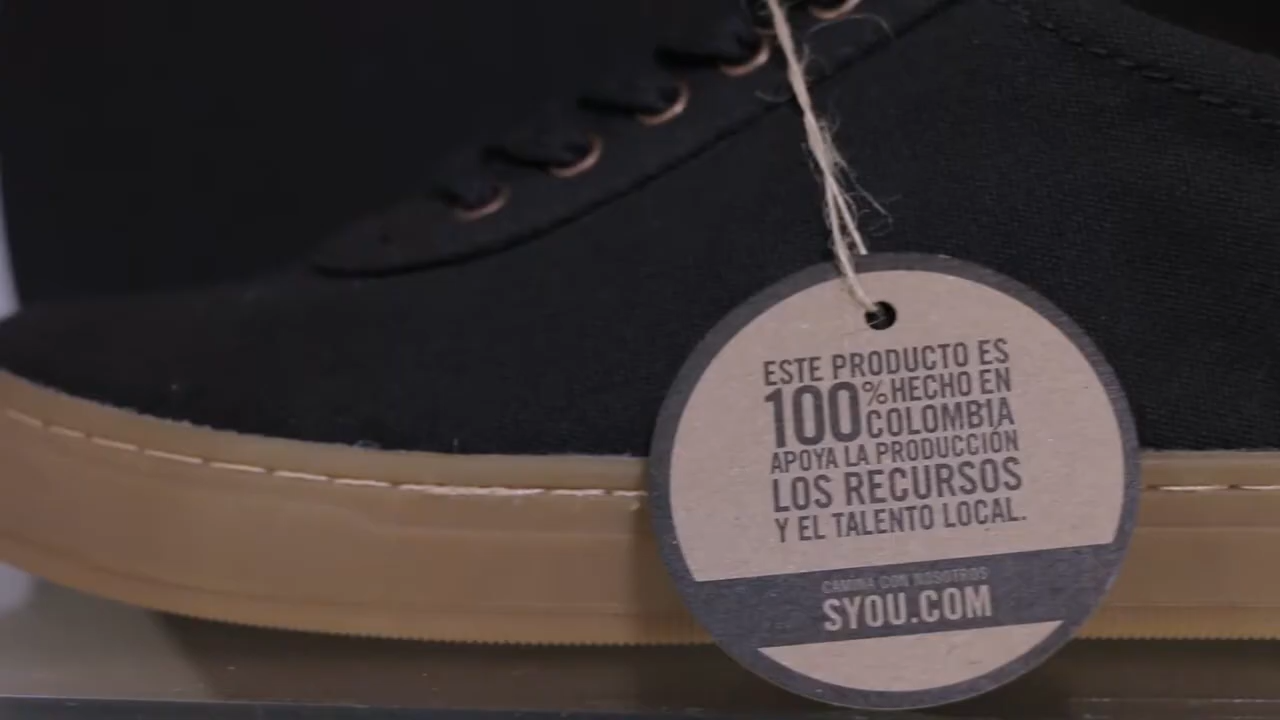 ESTE PRODUCTO ES
100% HECHO EN
COLOMBIA
APOYA LA PRODUCCIÓN
LOS RECURSOS
Y EL TALENTO LOCAL.
CAMINA CON NOSOTROS
SYOU.COM